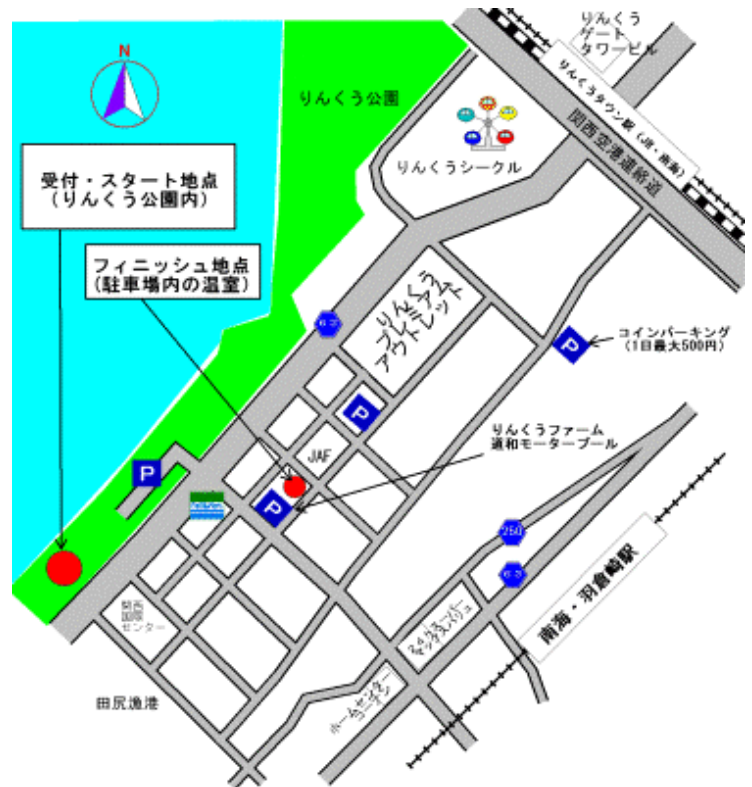 りんくう
ゲート
タワービル
N
りんくうタウン駅(JR・南海)
りんくう公園
関西空港連絡道
りんくうシークル
受付・スタート地点
(りんくう公園内)
フィニッシュ地点
(駐車場内の温室)
りんくう
プレミアム
アウトレット
63
コインパーキング
(1日最大500円)
P
P
りんくうファーム
道和モータープール
JAF
P
P
250
63
南海・羽倉崎駅
関西
国際
センター
田尻漁港
ホームセンター
コーナン